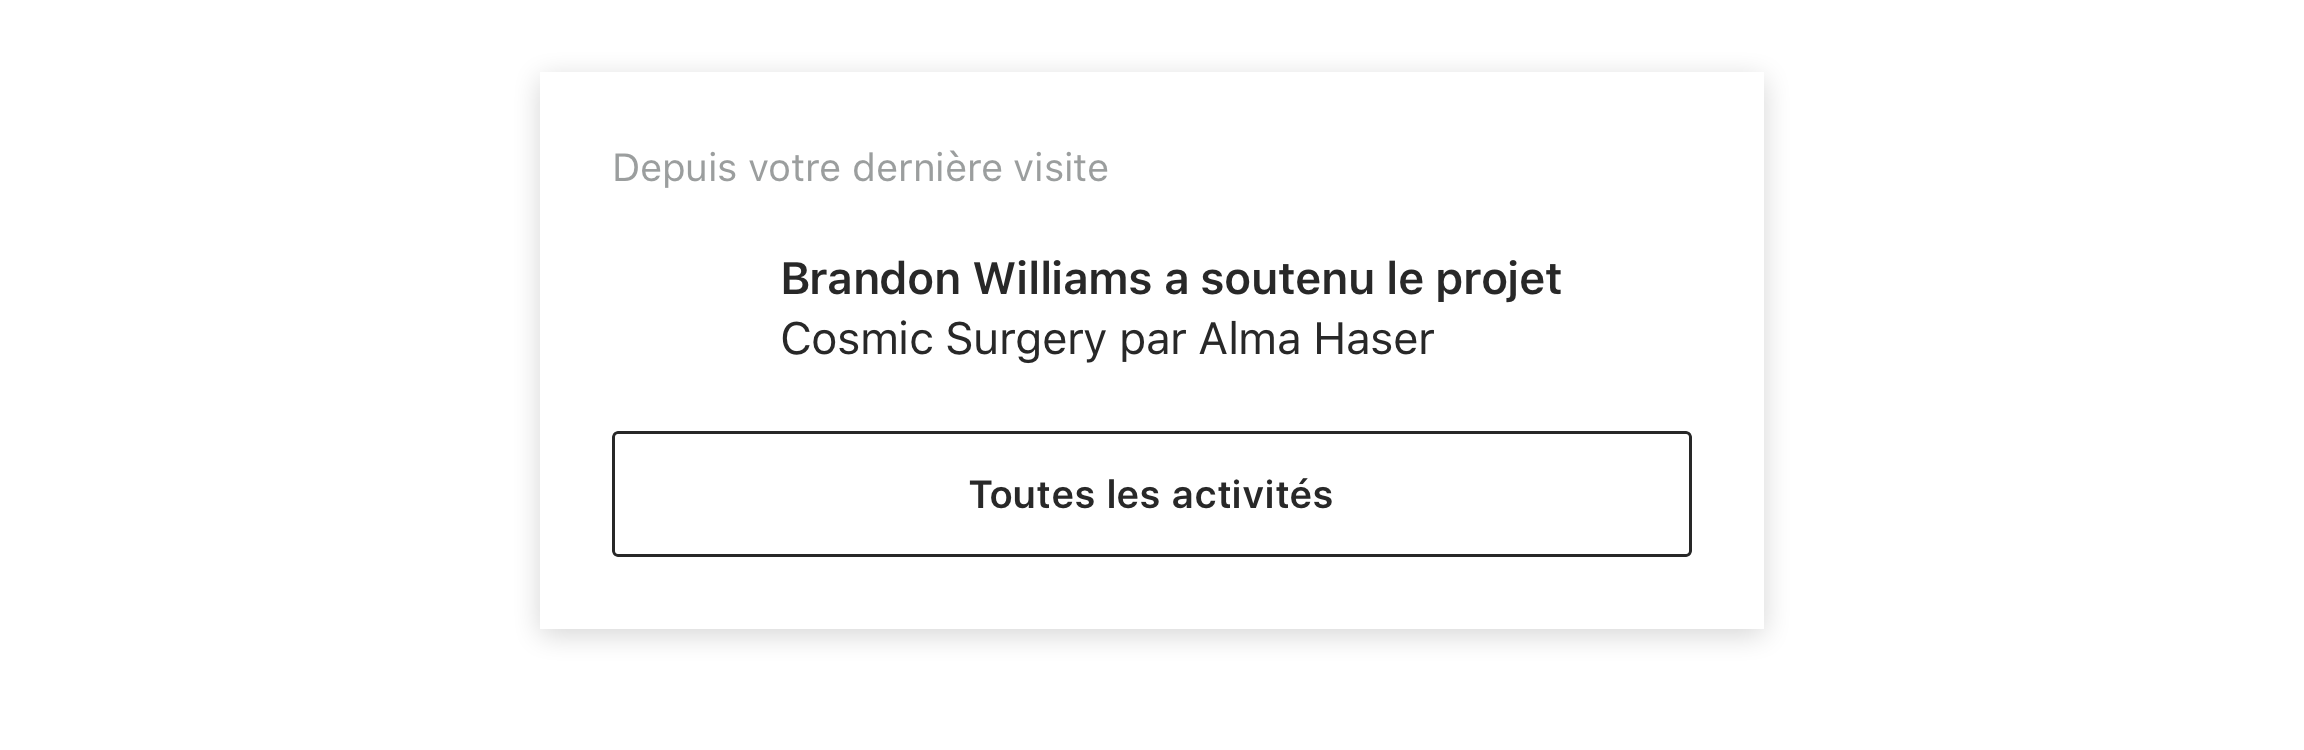 Depuis votre dernière visite
Brandon Williams a soutenu le projet
Cosmic Surgery par Alma Haser
Toutes les activités